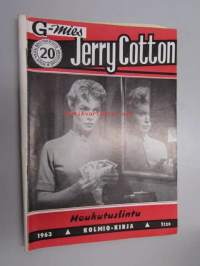 G-mies
Jerry Cotton
20
Houkutuslintu
1963 ▲ KOLMIO-KIRJA ▲